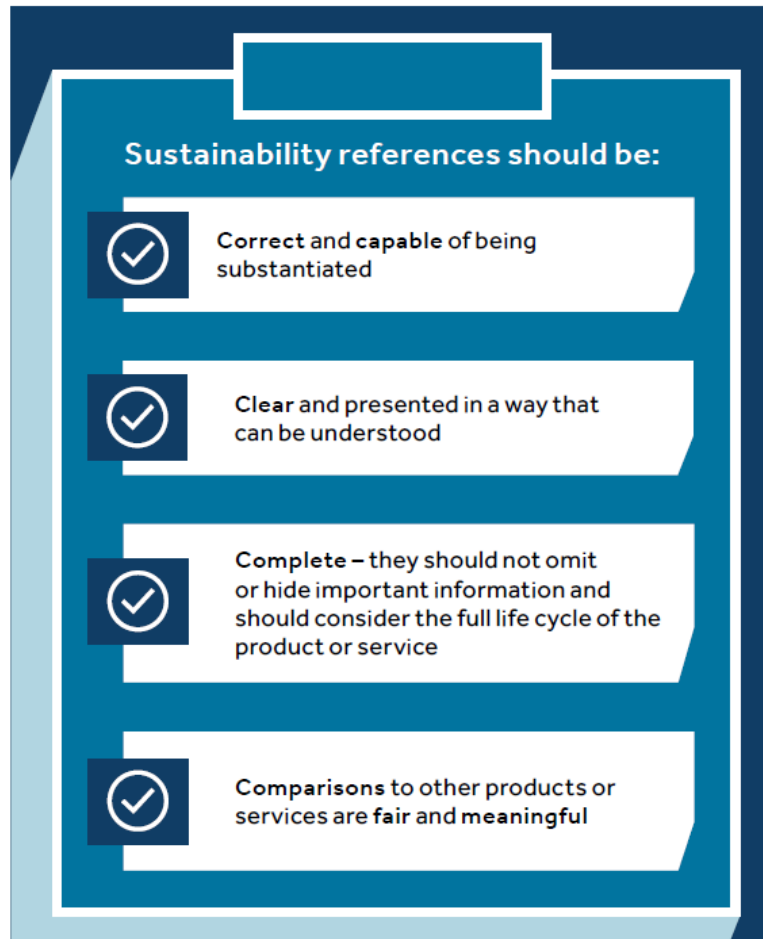 Sustainability references should be:
Correct and capable of being
substantiated
Clear and presented in a way that
can be understood
Complete – they should not omit
or hide important information and
should consider the full life cycle of the
product or service
Comparisons to other products or
services are fair and meaningful